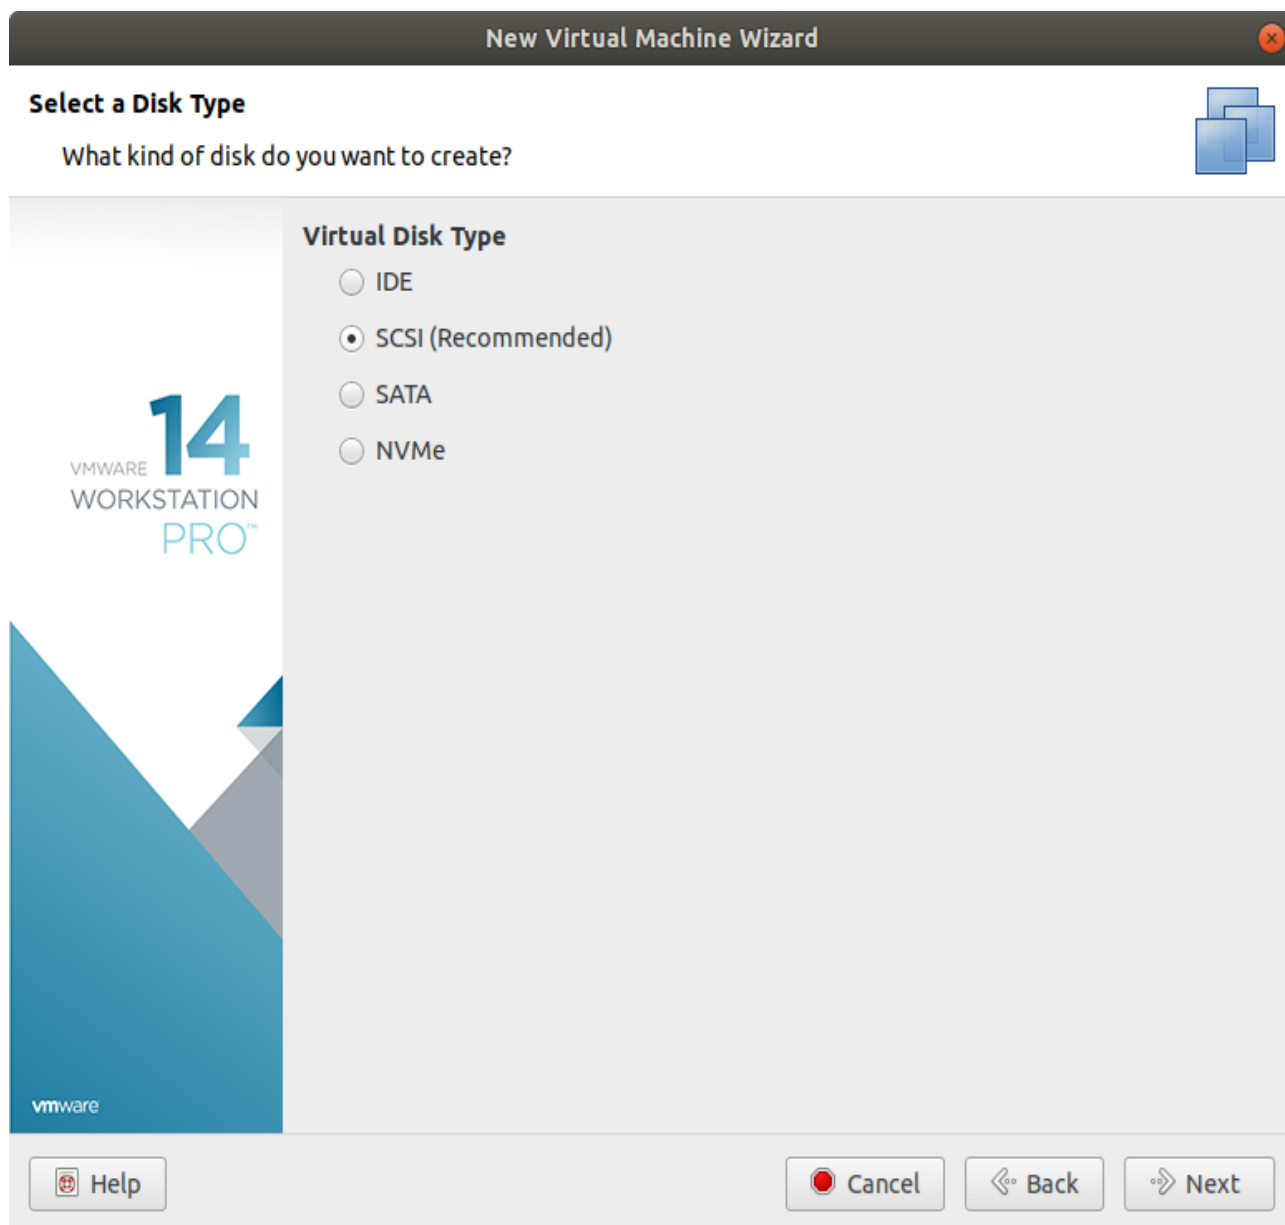 New Virtual Machine Wizard
Select a Disk Type
What kind of disk do you want to create?
Virtual Disk Type
IDE
SCSI (Recommended)
SATA
NVMe
VMWARE 14
WORKSTATION
PRO™
vmware
Help
Cancel
Back
Next